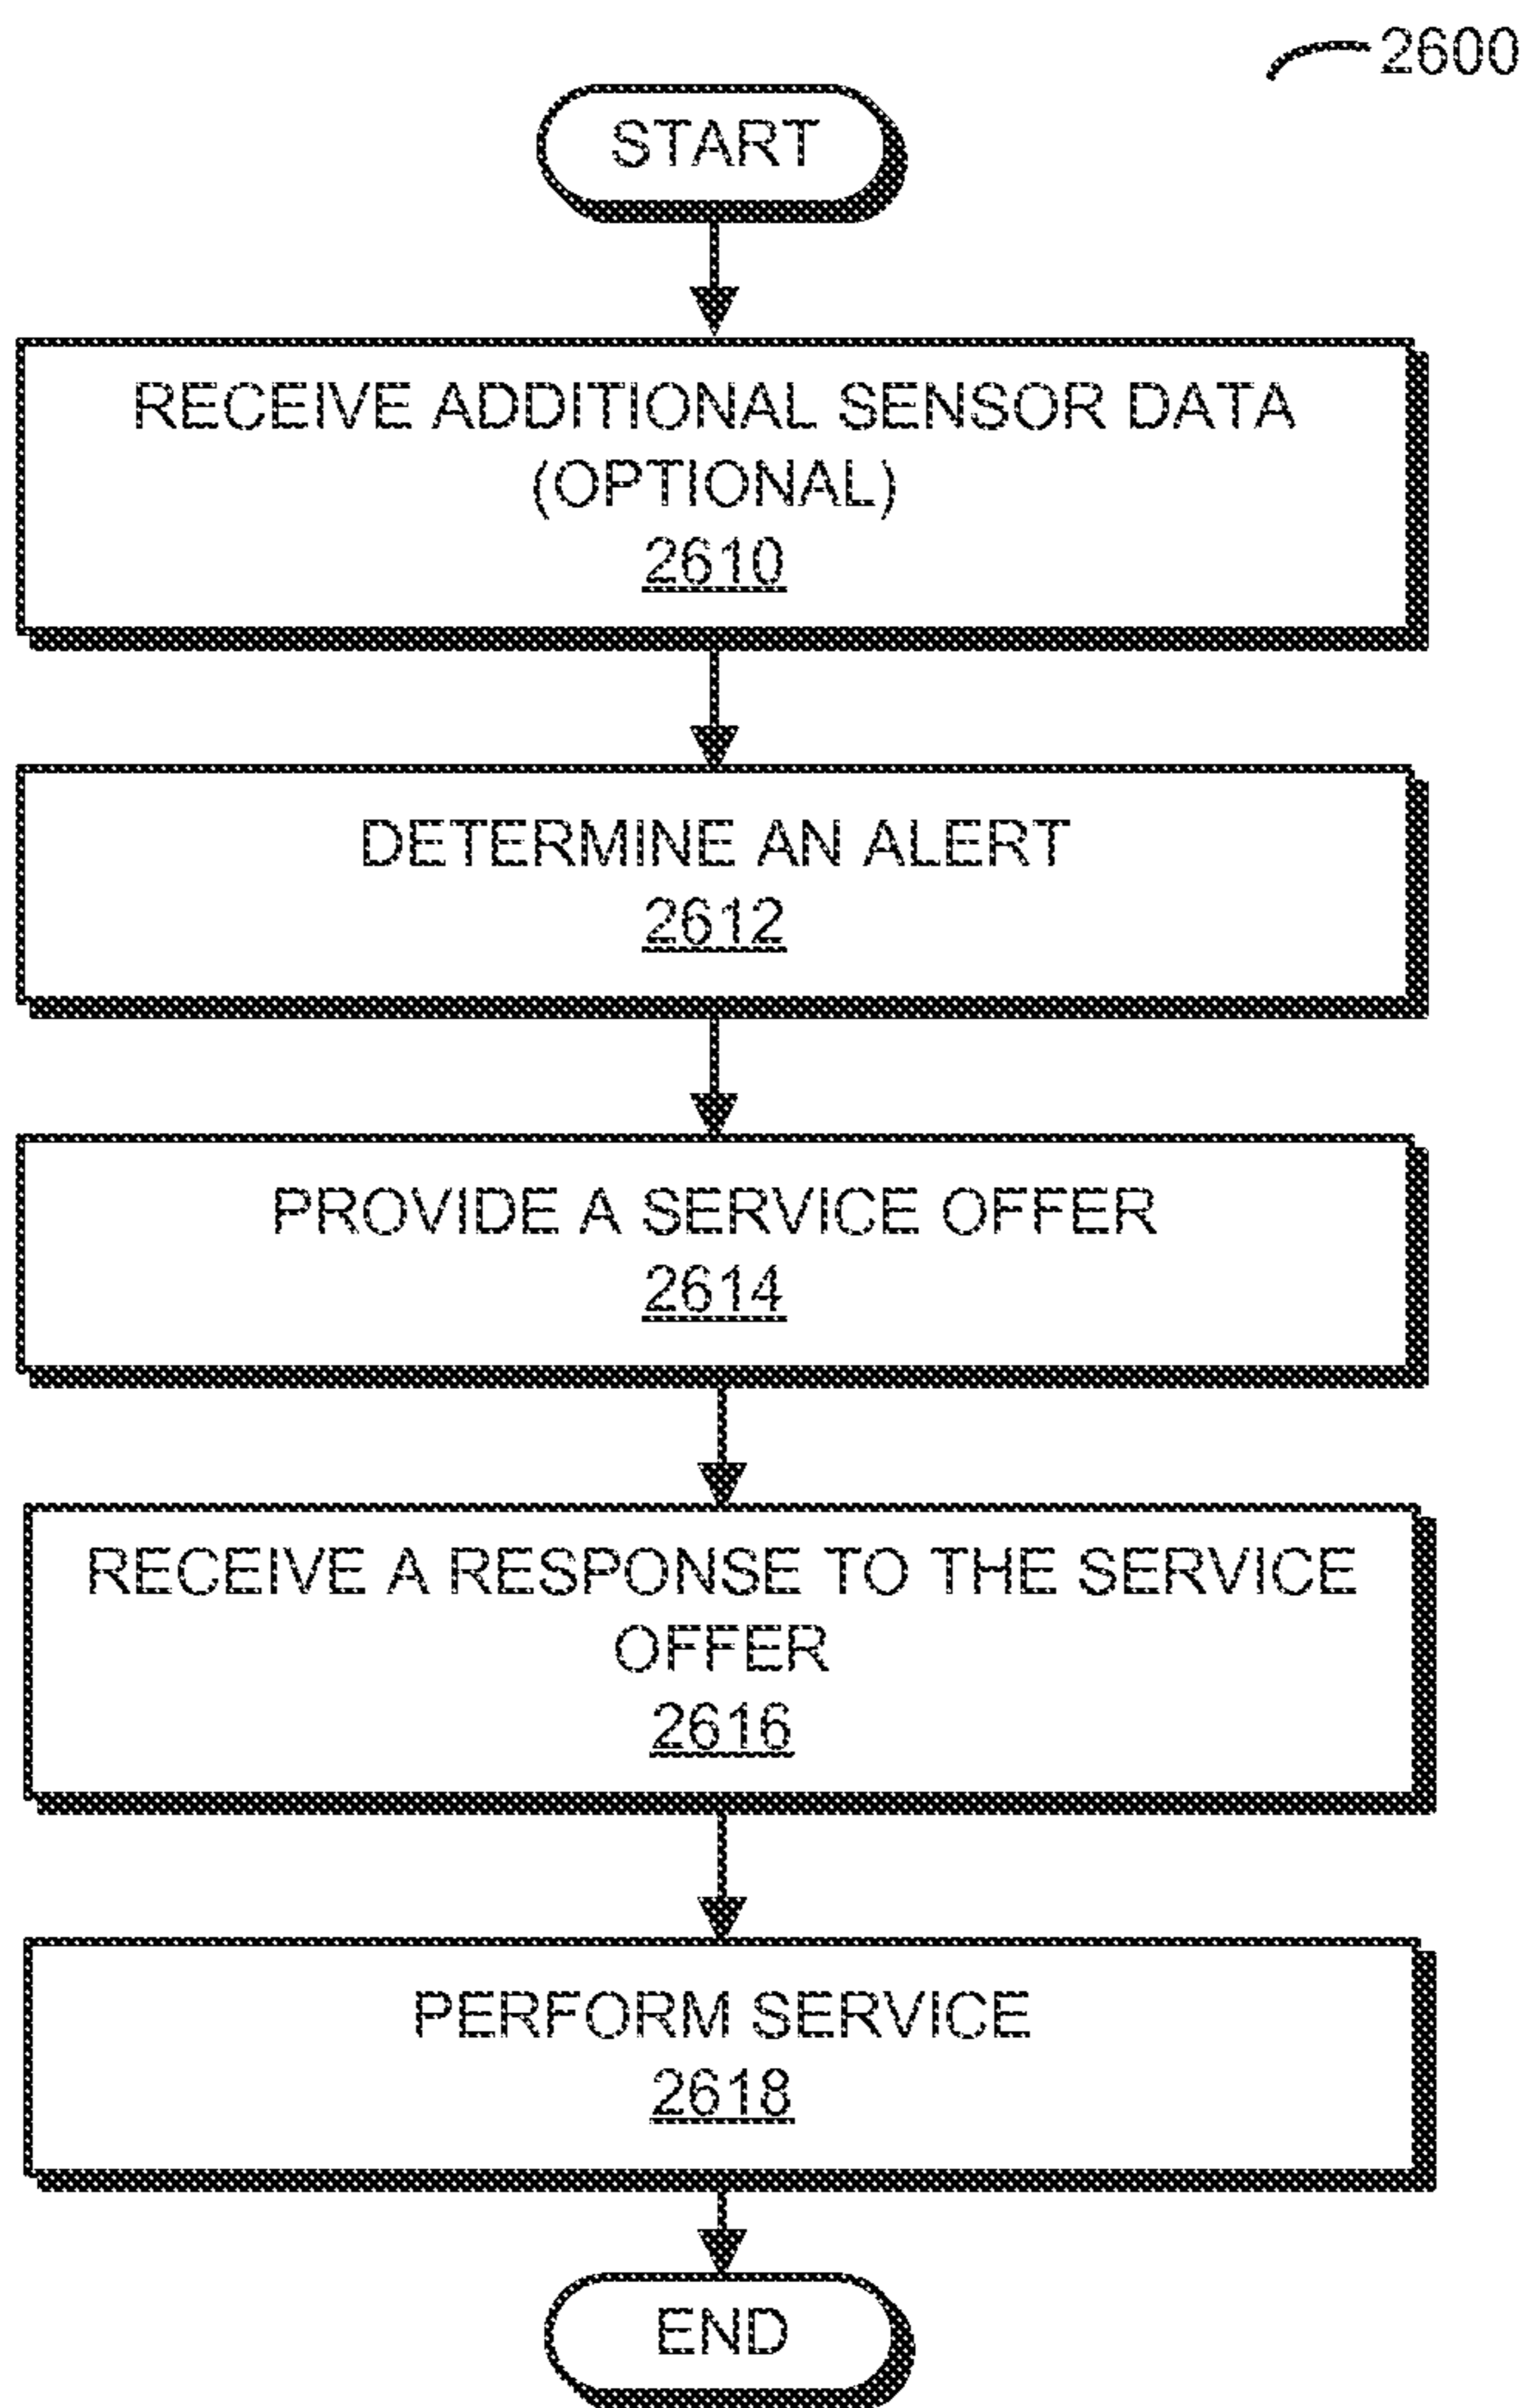 2600
START
RECEIVE ADDITIONAL SENSOR DATA
(OPTIONAL)
2610
DETERMINE AN ALERT
2612
PROVIDE A SERVICE OFFER
2614
RECEIVE A RESPONSE TO THE SERVICE
OFFER
2616
PERFORM SERVICE
2618
END